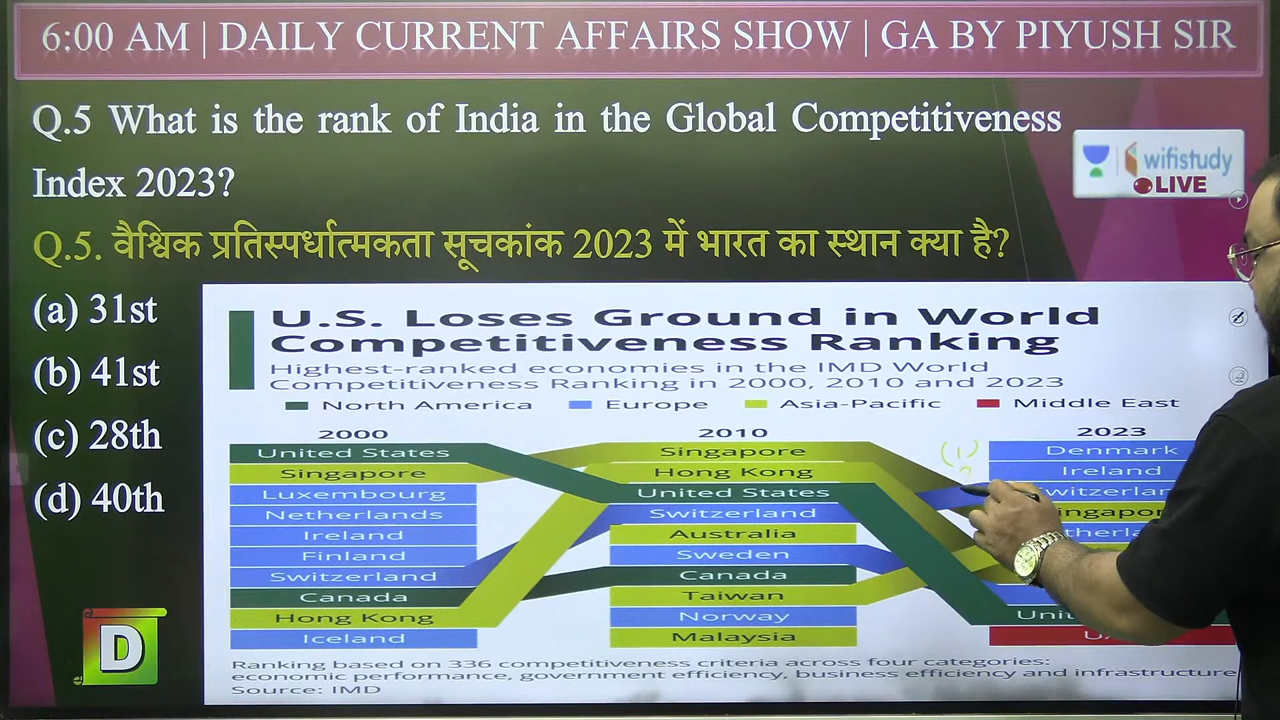 6:00 AM | DAILY CURRENT AFFAIRS SHOW | GA BY PIYUSH SIR
Q.5 What is the rank of India in the Global Competitiveness
Index 2023?
wifistudy
LIVE
Q.5. वैश्विक प्रतिस्पर्धात्मकता सूचकांक 2023 में भारत का स्थान क्या है?
(a) 31st
(b) 41st
(c) 28th
(d) 40th
D
U.S. Loses Ground in World
Competitiveness Ranking
Highest-ranked economies in the IMD World
Competitiveness Ranking in 2000, 2010 and 2023
North America Europe Asia-Pacific Middle East
2000 2010 2023
United States Singapore Denmark
Singapore Hong Kong Ireland
Luxembourg United States
Netherlands Switzerland
Ireland Australia
Finland Sweden
Switzerland Canada
Canada Taiwan
Hong Kong Norway
Iceland Malaysia
(1)
Ranking based on 336 competitiveness criteria across four categories:
economic performance, government efficiency, business efficiency and infrastructure
Source: IMD